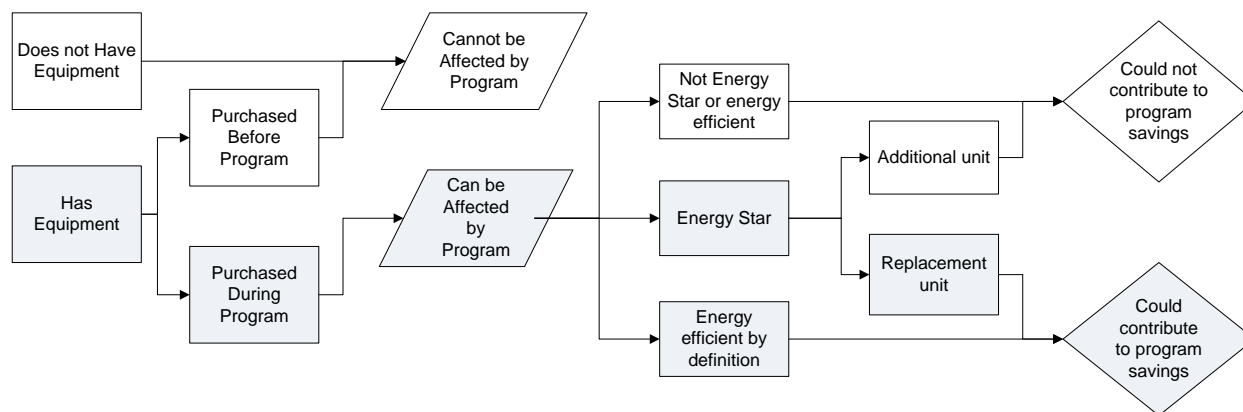 Does not Have
Equipment
Cannot be
Affected by
Program
Purchased
Before
Program
Has
Equipment
Purchased
During
Program
Can be
Affected
by
Program
Not Energy
Star or energy
efficient
Energy Star
Energy
efficient by
definition
Additional unit
Replacement
unit
Could not
contribute to
program
savings
Could
contribute
to program
savings